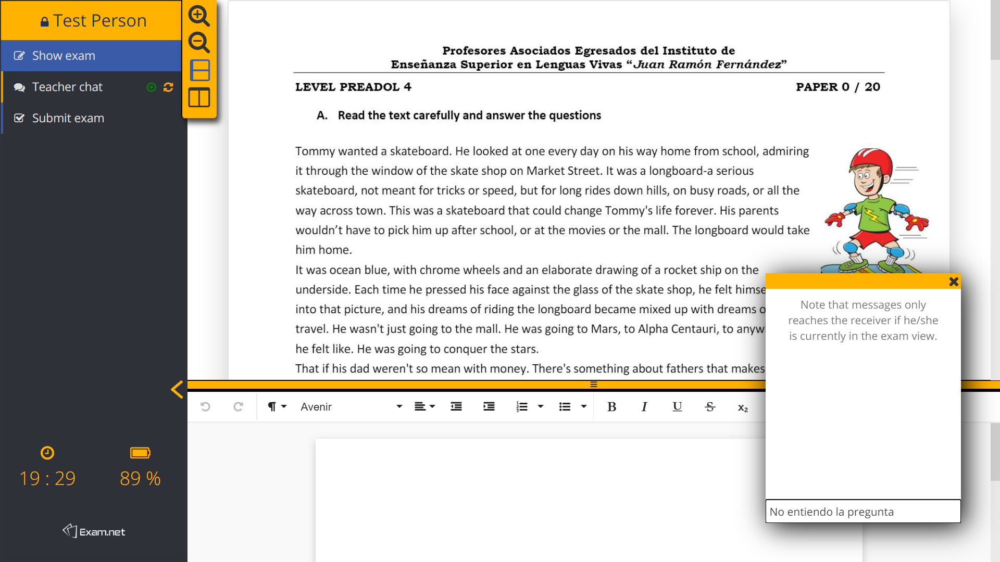 Test Person
Show exam
Teacher chat
Submit exam
Profesores Asociados Egresados del Instituto de
Enseñanza Superior en Lenguas Vivas “Juan Ramón Fernández”
LEVEL PREADOL 4 PAPER 0 / 20
A. Read the text carefully and answer the questions
Tommy wanted a skateboard. He looked at one every day on his way home from school, admiring
it through the window of the skate shop on Market Street. It was a longboard-a serious
skateboard, not meant for tricks or speed, but for long rides down hills, on busy roads, or all the
way across town. This was a skateboard that could change Tommy's life forever. His parents
wouldn’t have to pick him up after school, or at the movies or the mall. The longboard would take
him home.
It was ocean blue, with chrome wheels and an elaborate drawing of a rocket ship on the
underside. Each time he pressed his face against the glass of the skate shop, he felt
into that picture, and his dreams of riding the longboard became mixed up with dreams
travel. He wasn't just going to the mall. He was going to Mars, to Alpha Centauri, to
he felt like. He was going to conquer the stars.
That if his dad weren't so mean with money. There's something about fathers that makes
Note that messages only
reaches the receiver if he/she
is currently in the exam view.
No entiendo la pregunta
Avenir
B I U S x₂
19 : 29
89 %
Exam.net